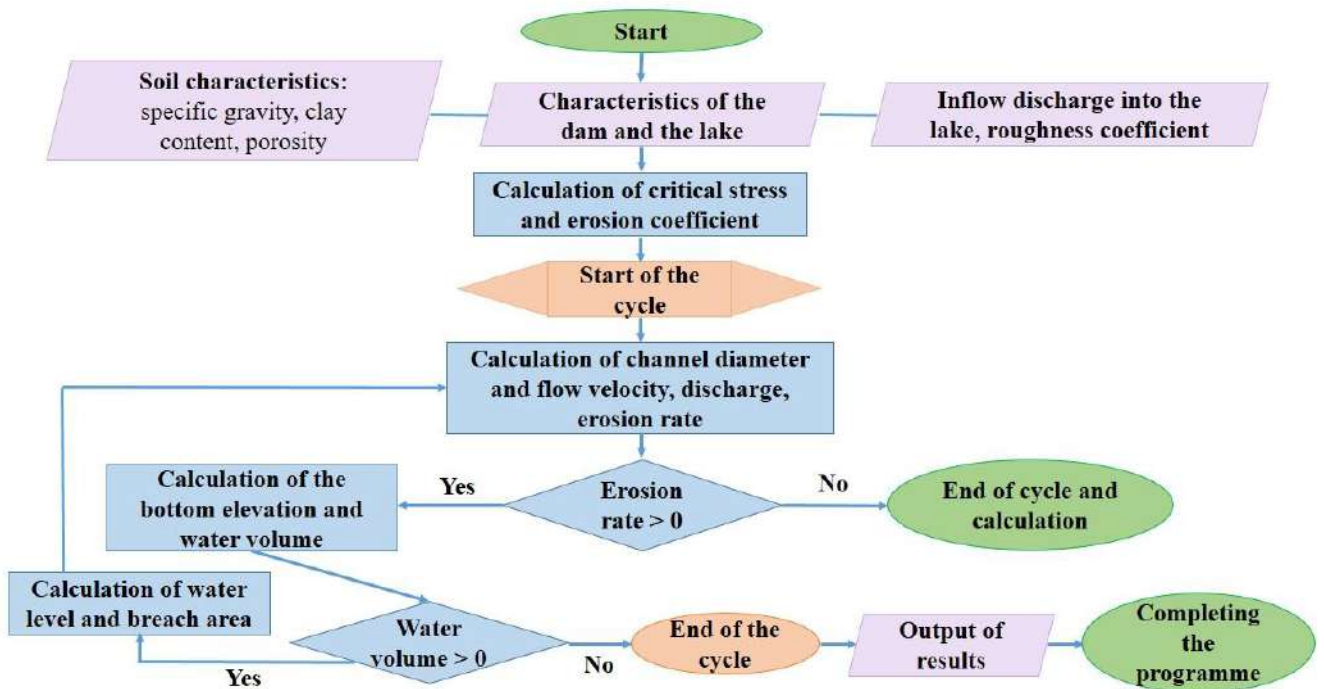 Start
Soil characteristics:
specific gravity, clay
content, porosity
Characteristics of the
dam and the lake
Inflow discharge into the
lake, roughness coefficient
Calculation of critical stress
and erosion coefficient
Start of the
cycle
Calculation of channel diameter
and flow velocity, discharge,
erosion rate
Calculation of the
bottom elevation and
water volume
Yes
Erosion
rate > 0
No
End of cycle and
calculation
Calculation of water
level and breach area
Yes
Water
volume > 0
No
End of the
cycle
Output of
results
Completing
the
programme